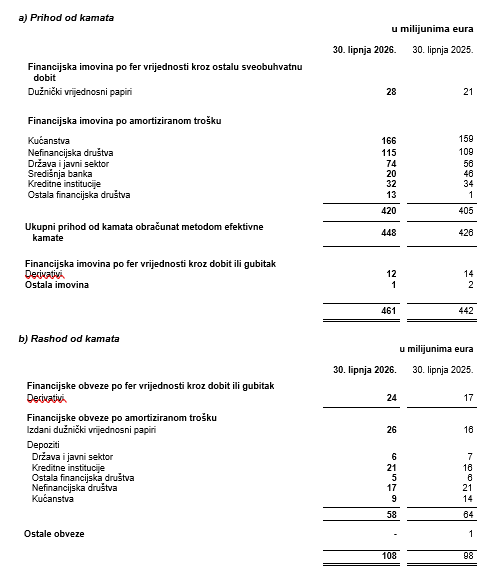 a) Prihod od kamata
u milijunima eura
30. lipnja 2026. 30. lipnja 2025.
Financijska imovina po fer vrijednosti kroz ostalu sveobuhvatnu
dobit
Dužnički vrijednosni papiri 28 21
Financijska imovina po amortiziranom trošku
Kućanstva 166 159
Nefinancijska društva 115 109
Država i javni sektor 74 56
Središnja banka 20 46
Kreditne institucije 32 34
Ostala financijska društva 13 1
420 405
Ukupni prihod od kamata obračunat metodom efektivne
kamate 448 426
Financijska imovina po fer vrijednosti kroz dobit ili gubitak
Derivativi 12 14
Ostala imovina 1 2
461 442
b) Rashod od kamata
u milijunima eura
30. lipnja 2026. 30. lipnja 2025.
Financijske obveze po fer vrijednosti kroz dobit ili gubitak
Derivativi 24 17
Financijske obveze po amortiziranom trošku
Izdani dužnički vrijednosni papiri 26 16
Depoziti
Država i javni sektor 6 7
Kreditne institucije 21 16
Ostala financijska društva 5 6
Nefinancijska društva 17 21
Kućanstva 9 14
58 64
Ostale obveze - 1
108 98